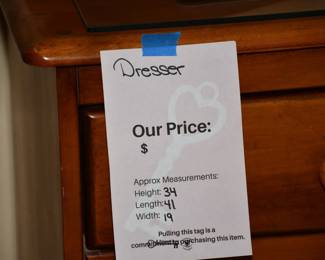 Dresser
Our Price:
$
Approx Measurements:
Height: 34
Length: 41
Width: 19
Pulling this tag is a
commitment to purchasing this item.